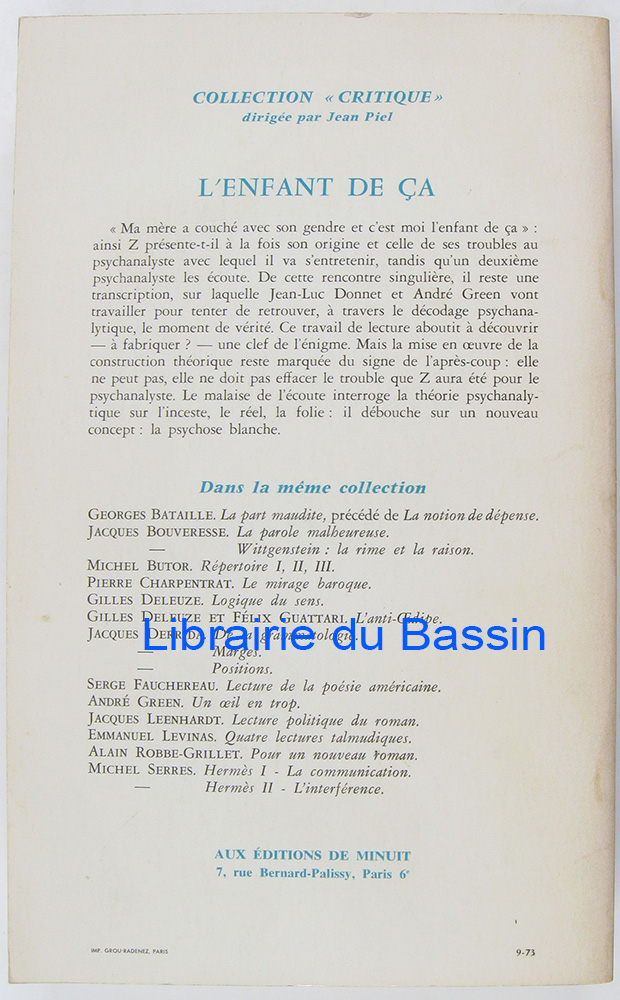 COLLECTION « CRITIQUE »
dirigée par Jean Piel
L'ENFANT DE ÇA
« Ma mère a couché avec son gendre et c'est moi l'enfant de ça » :
ainsi Z présente-t-il à la fois son origine et celle de ses troubles au
psychanalyste avec lequel il va s'entretenir, tandis qu'un deuxième
psychanalyste les écoute. De cette rencontre singulière, il reste une
transcription, sur laquelle Jean-Luc Donnet et André Green vont
travailler pour tenter de retrouver, à travers le décodage psychana-
lytique, le moment de vérité. Ce travail de lecture aboutit à découvrir
— à fabriquer ? — une clef de l'énigme. Mais la mise en œuvre de la
construction théorique reste marquée du signe de l'après-coup : elle
ne peut pas, elle ne doit pas effacer le trouble que Z aura été pour le
psychanalyste. Le malaise de l'écoute interroge la théorie psychanaly-
tique sur l'inceste, le réel, la folie : il débouche sur un nouveau
concept : la psychose blanche.
Dans la même collection
GEORGES BATAILLE. La part maudite, précédé de La notion de dépense.
JACQUES BOUVERESSE. La parole malheureuse.
— Wittgenstein : la rime et la raison.
MICHEL BUTOR. Répertoire I, II, III.
PIERRE CHARPENTRAT. Le mirage baroque.
GILLES DELEUZE. Logique du sens.
GILLES DELEUZE ET FÉLIX GUATTARI. L'anti-Œdipe.
JACQUES DERRIDA. De la grammatologie.
Librairie du Bassin
— Marges.
— Positions.
SERGE FAUCHEREAU. Lecture de la poésie américaine.
ANDRÉ GREEN. Un œil en trop.
JACQUES LEENHARDT. Lecture politique du roman.
EMMANUEL LEVINAS. Quatre lectures talmudiques.
ALAIN ROBBE-GRILLET. Pour un nouveau roman.
MICHEL SERRES. Hermès I - La communication.
— Hermès II - L'interférence.
AUX ÉDITIONS DE MINUIT
7, rue Bernard-Palissy, Paris 6e
IMP. GROU-RADENEZ, PARIS
9-73